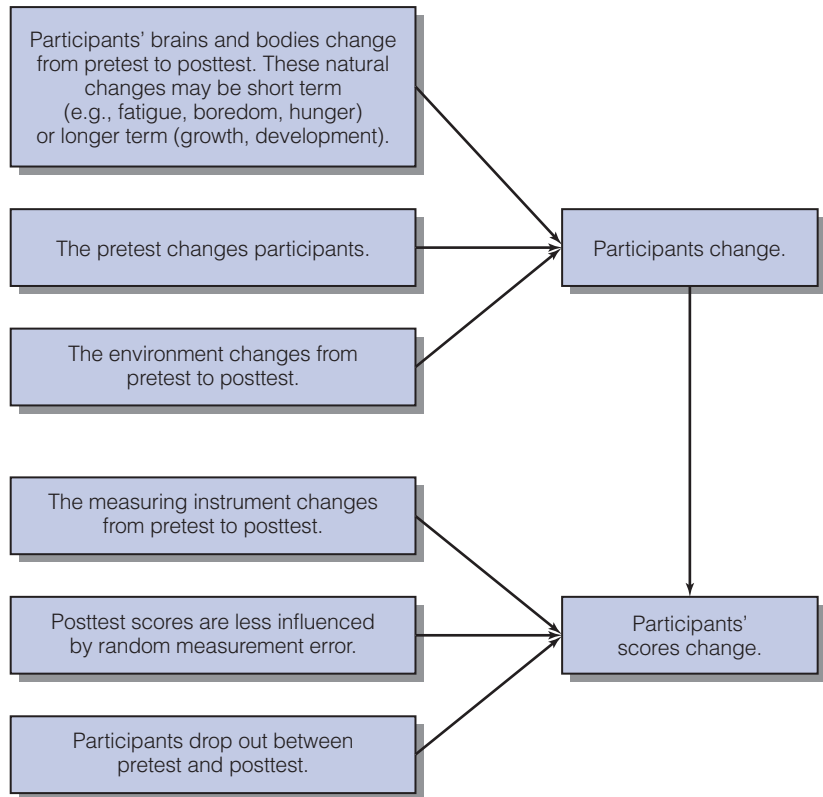 Participants’ brains and bodies change
from pretest to posttest. These natural
changes may be short term
(e.g., fatigue, boredom, hunger)
or longer term (growth, development).
The pretest changes participants.
Participants change.
The environment changes from
pretest to posttest.
The measuring instrument changes
from pretest to posttest.
Posttest scores are less influenced
by random measurement error.
Participants’
scores change.
Participants drop out between
pretest and posttest.